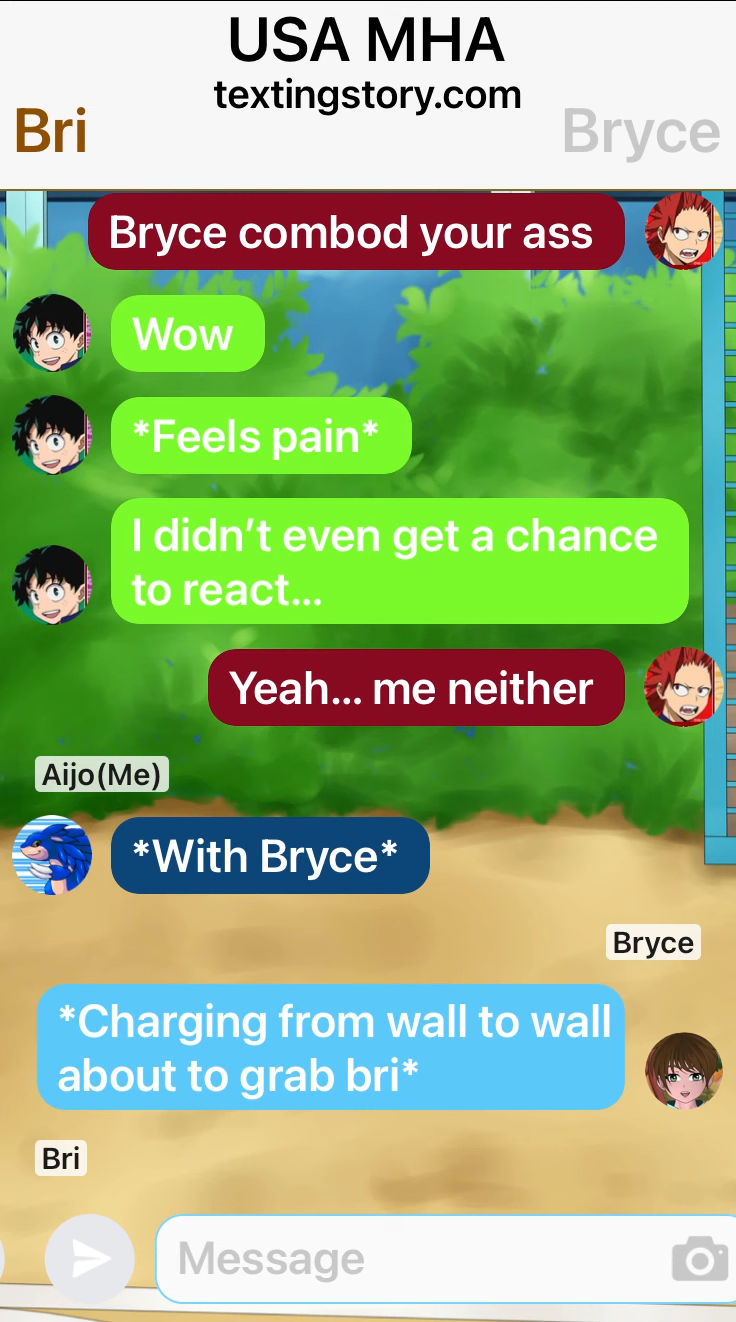 USA MHA
textingstory.com
Bri
Bryce
Bryce combod your ass
Wow
*Feels pain*
I didn't even get a chance
to react...
Yeah... me neither
Aijo(Me)
*With Bryce*
Bryce
*Charging from wall to wall
about to grab bri*
Bri
Message